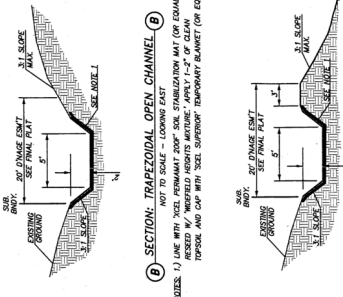 SUB.
BNDY.
20' D'NAGE ESM'T
SEE FINAL PLAT
3:1 SLOPE
MAX.
5'
EXISTING
GROUND
SEE NOTE 1
3:1 SLOPE
B SECTION: TRAPEZOIDAL OPEN CHANNEL B
NOT TO SCALE - LOOKING EAST
OTES: 1.) LINE WITH 'XCEL PERMAMAT 200F' SOIL STABILIZATION MAT (OR EQUAL
RESEED W/ 'WIDEFIELD HEIGHTS MIXTURE.' APPLY 1-2" OF CLEAN
TOPSOIL AND CAP WITH 'XCEL SUPERIOR' TEMPORARY BLANKET (OR EQ
SUB.
BNDY.
20' D'NAGE ESM'T
SEE FINAL PLAT
3'
3:1 SLOPE
MAX.
5'
EXISTING
GROUND
SEE NOTE 1
3:1 SLOPE